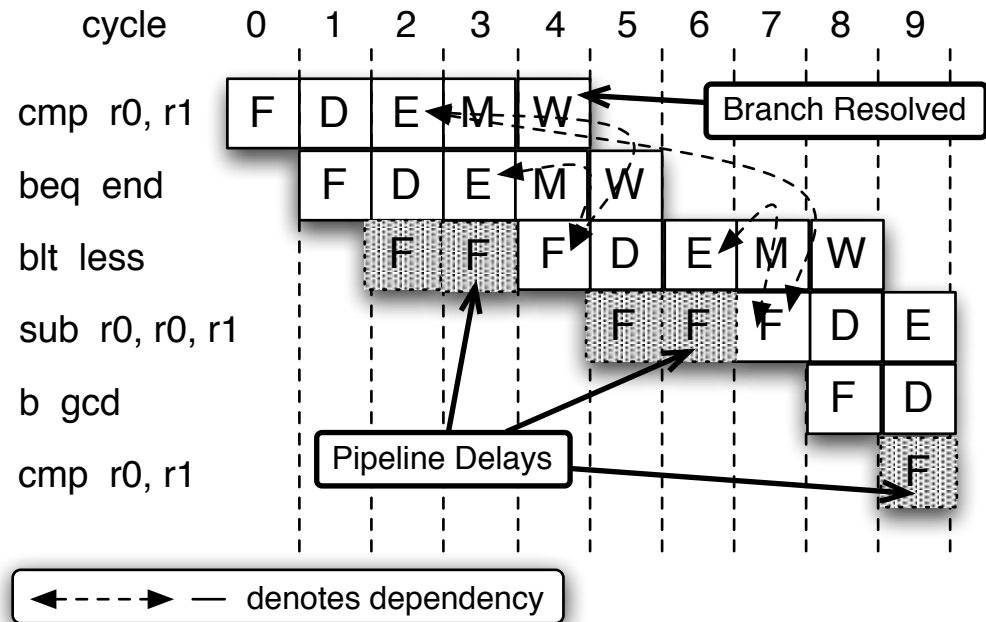 cycle 0 1 2 3 4 5 6 7 8 9
cmp r0, r1 F D E M W
Branch Resolved
beq end F D E M W
blt less F F F D E M W
sub r0, r0, r1 F F F D E
b gcd F D
Pipeline Delays
cmp r0, r1 F
denotes dependency